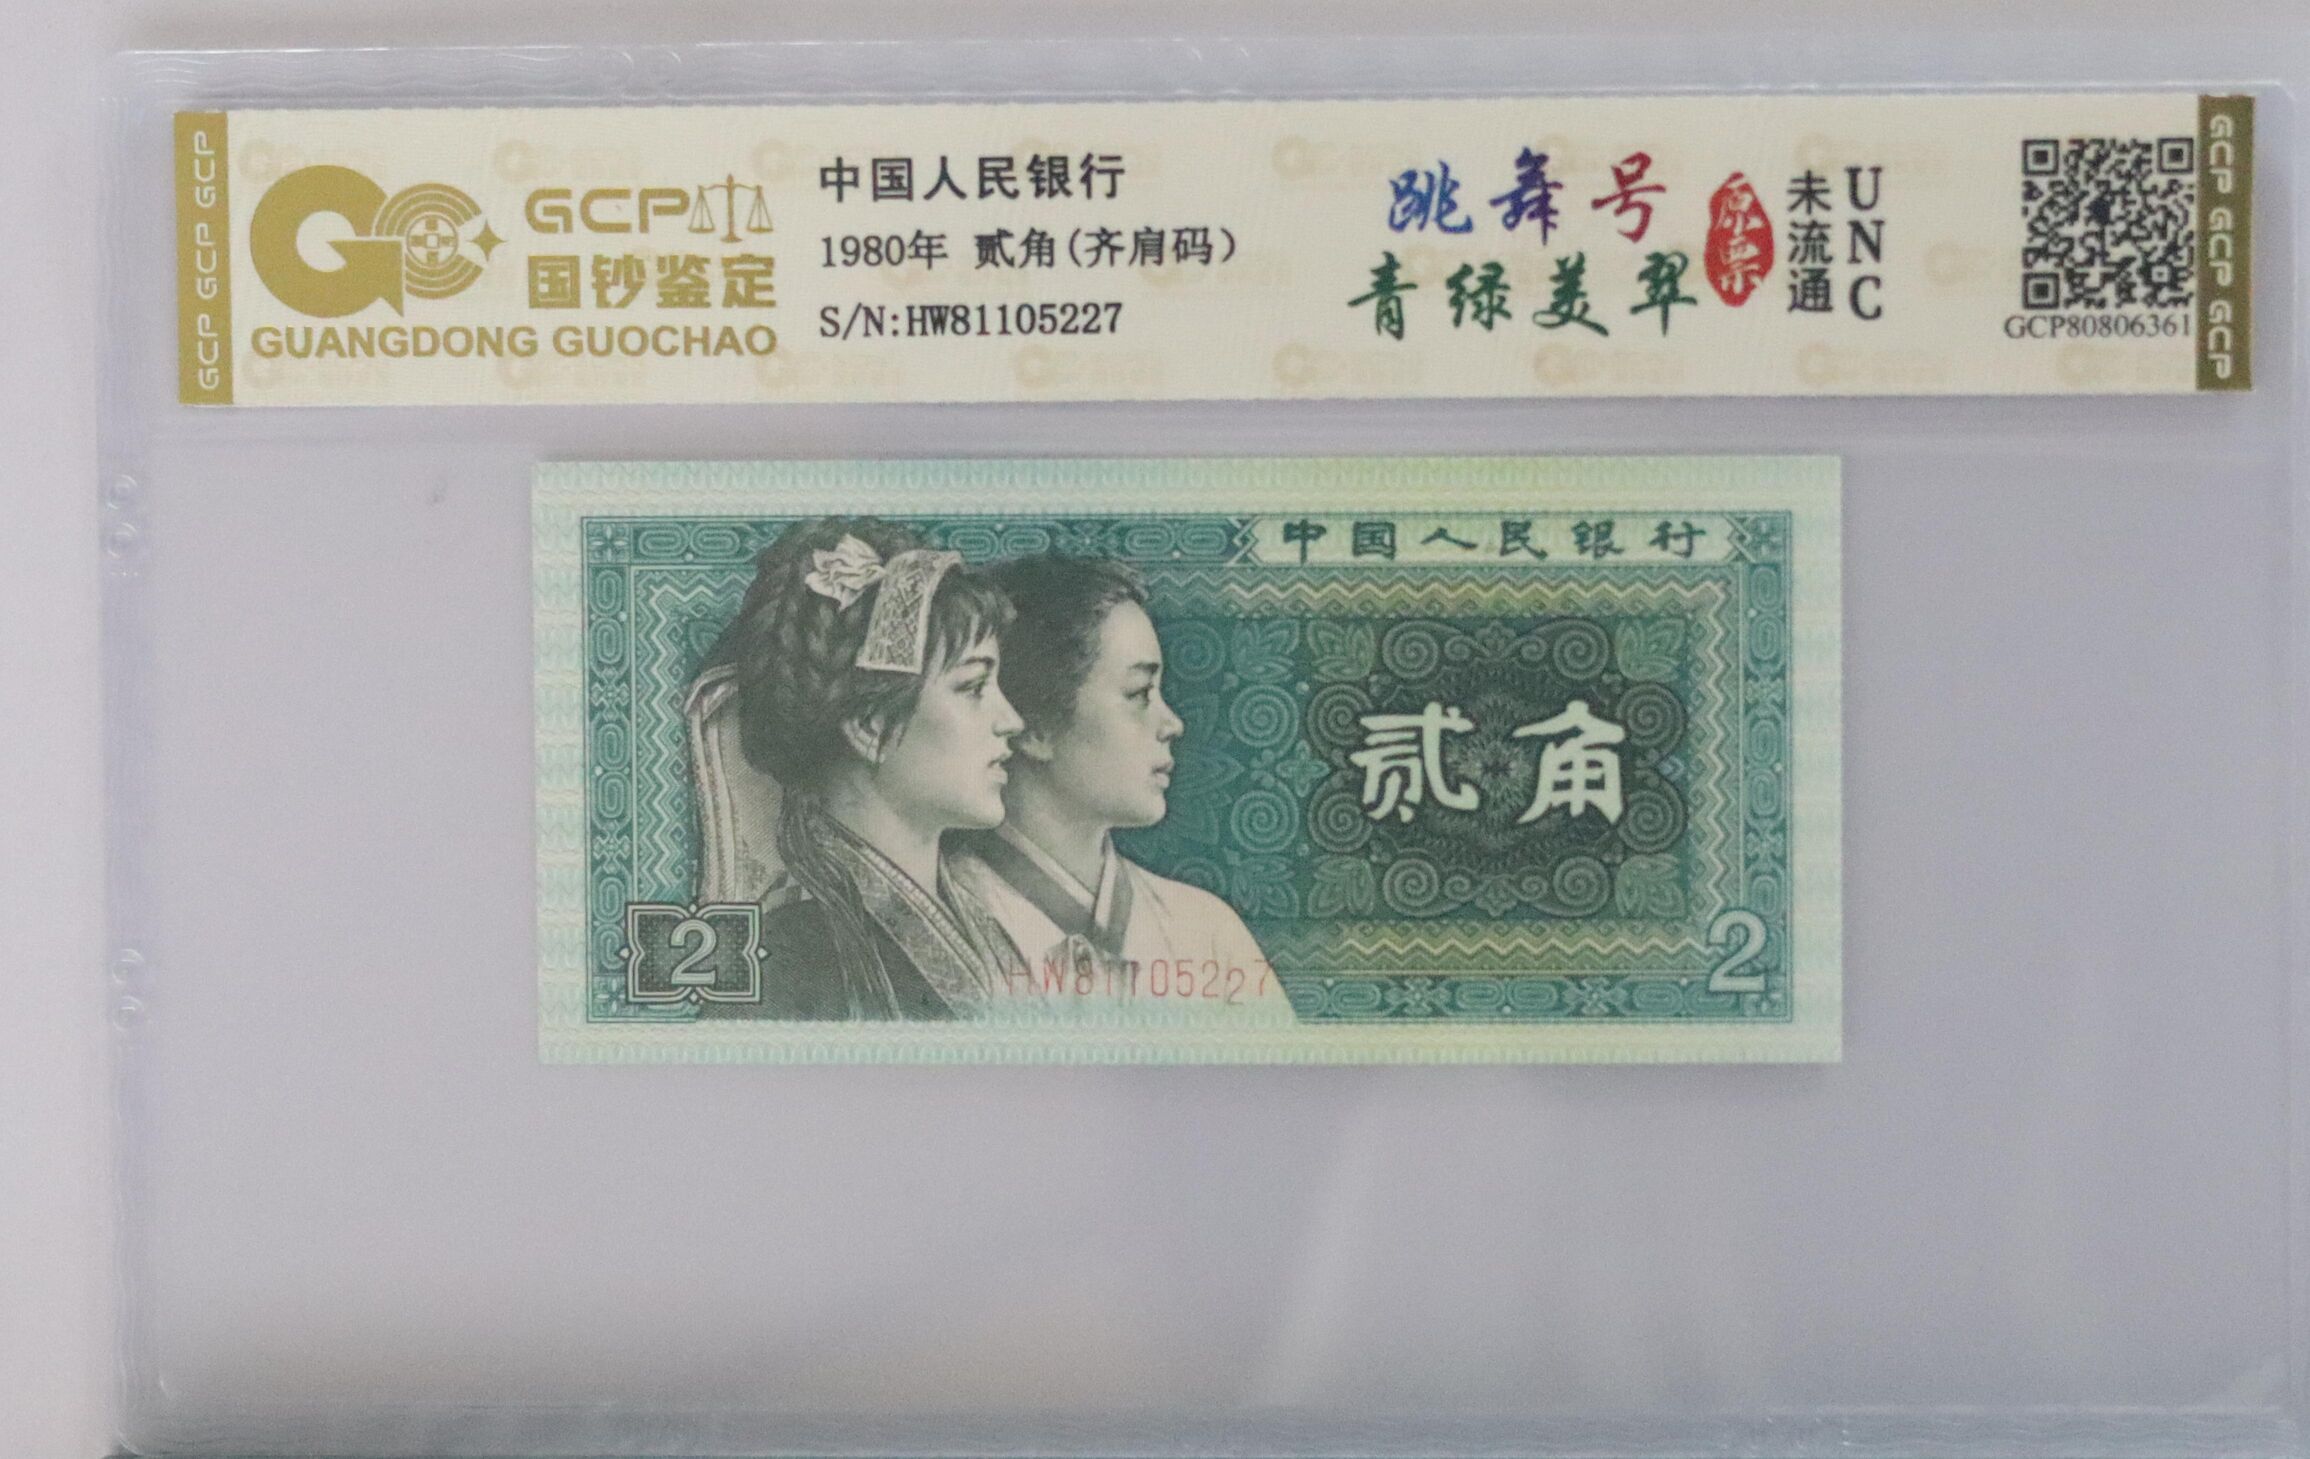 GCP GCP GCP
GCP
国钞鉴定
GUANGDONG GUOCHAO
中国人民银行
1980年 贰角(齐肩码)
S/N:HW81105227
跳舞号
青绿美翠
原票
未流通
UNC
GCP80806361
GCP GCP GCP
中国人民银行
贰角
2
HW81105227
2